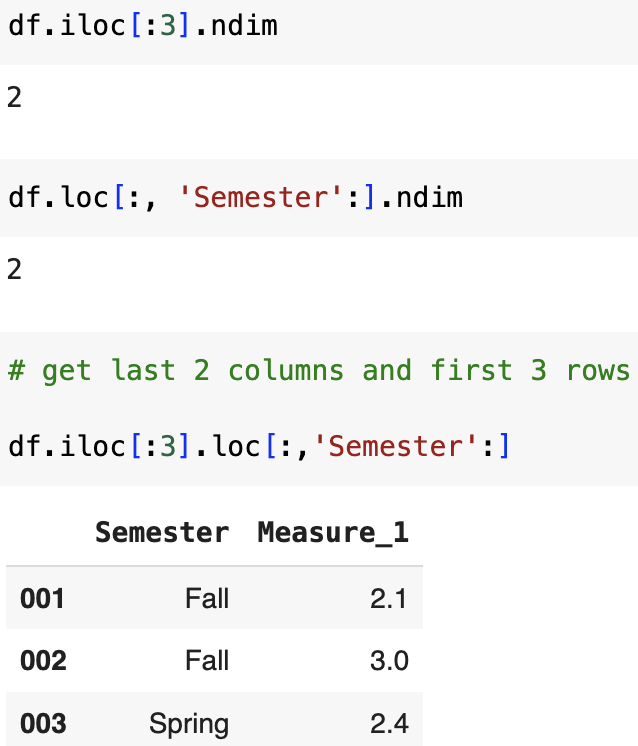 df.iloc[:3].ndim
2
df.loc[:, 'Semester':].ndim
2
# get last 2 columns and first 3 rows
df.iloc[:3].loc[:,'Semester':]
Semester Measure_1
001 Fall 2.1
002 Fall 3.0
003 Spring 2.4